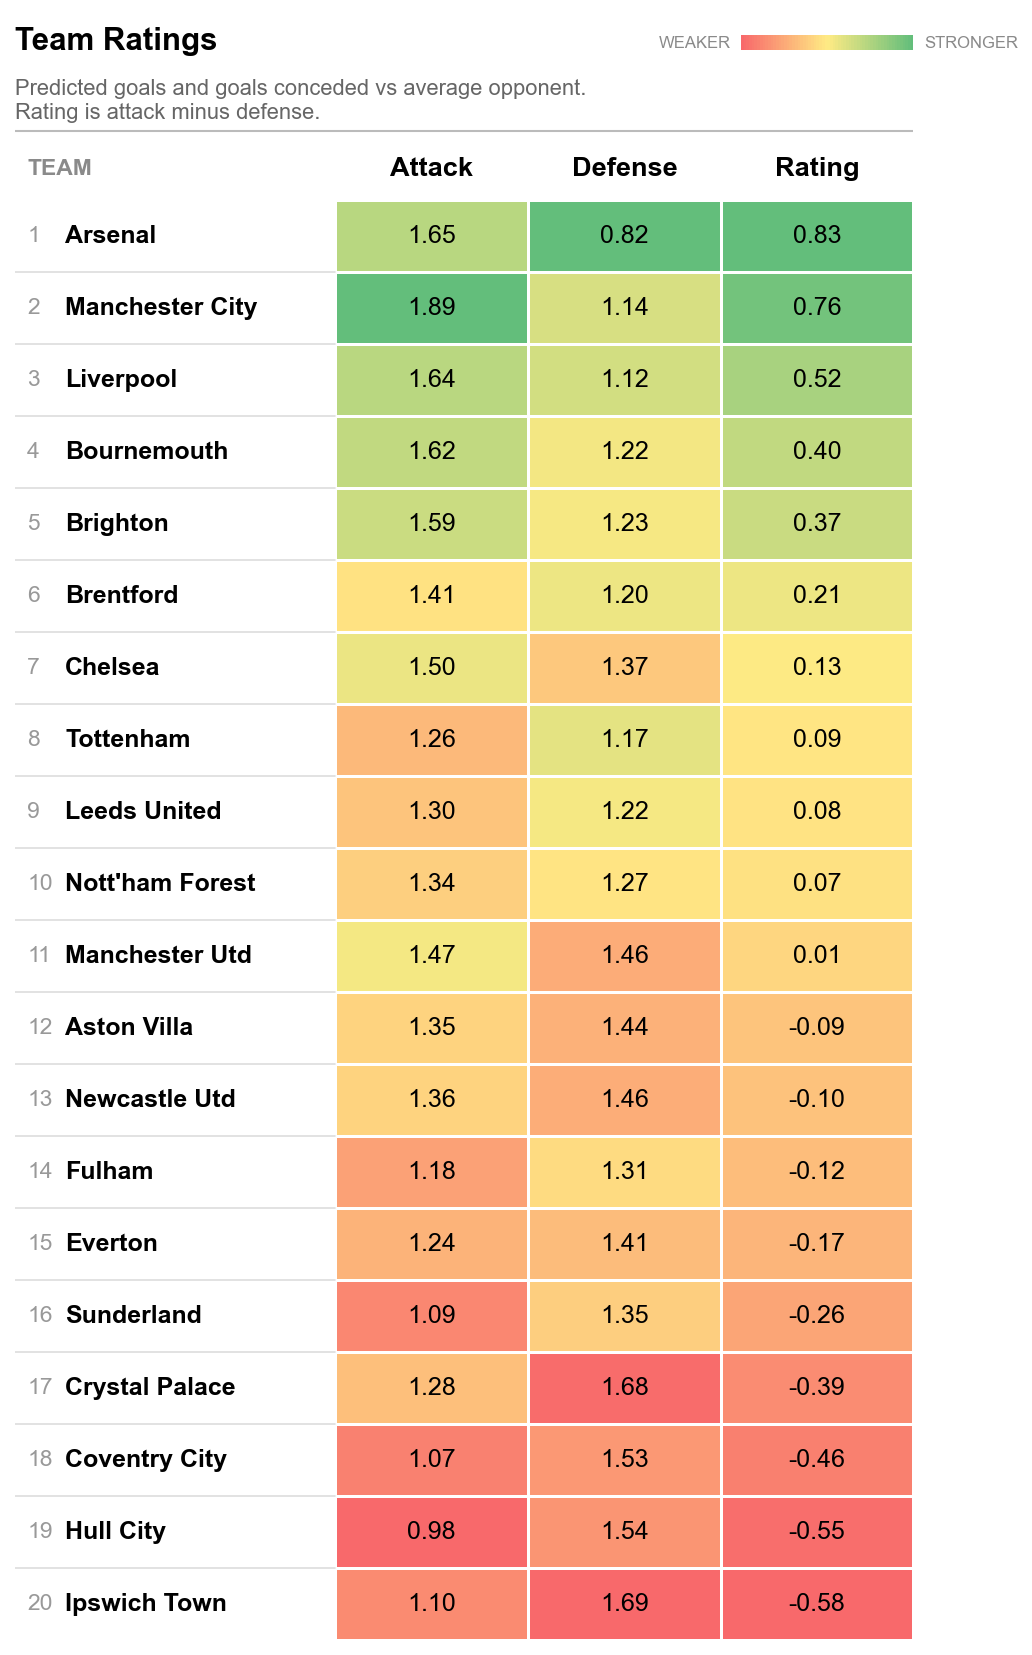 Team Ratings
WEAKER STRONGER
Predicted goals and goals conceded vs average opponent.
Rating is attack minus defense.
TEAM Attack Defense Rating
1 Arsenal 1.65 0.82 0.83
2 Manchester City 1.89 1.14 0.76
3 Liverpool 1.64 1.12 0.52
4 Bournemouth 1.62 1.22 0.40
5 Brighton 1.59 1.23 0.37
6 Brentford 1.41 1.20 0.21
7 Chelsea 1.50 1.37 0.13
8 Tottenham 1.26 1.17 0.09
9 Leeds United 1.30 1.22 0.08
10 Nott'ham Forest 1.34 1.27 0.07
11 Manchester Utd 1.47 1.46 0.01
12 Aston Villa 1.35 1.44 -0.09
13 Newcastle Utd 1.36 1.46 -0.10
14 Fulham 1.18 1.31 -0.12
15 Everton 1.24 1.41 -0.17
16 Sunderland 1.09 1.35 -0.26
17 Crystal Palace 1.28 1.68 -0.39
18 Coventry City 1.07 1.53 -0.46
19 Hull City 0.98 1.54 -0.55
20 Ipswich Town 1.10 1.69 -0.58